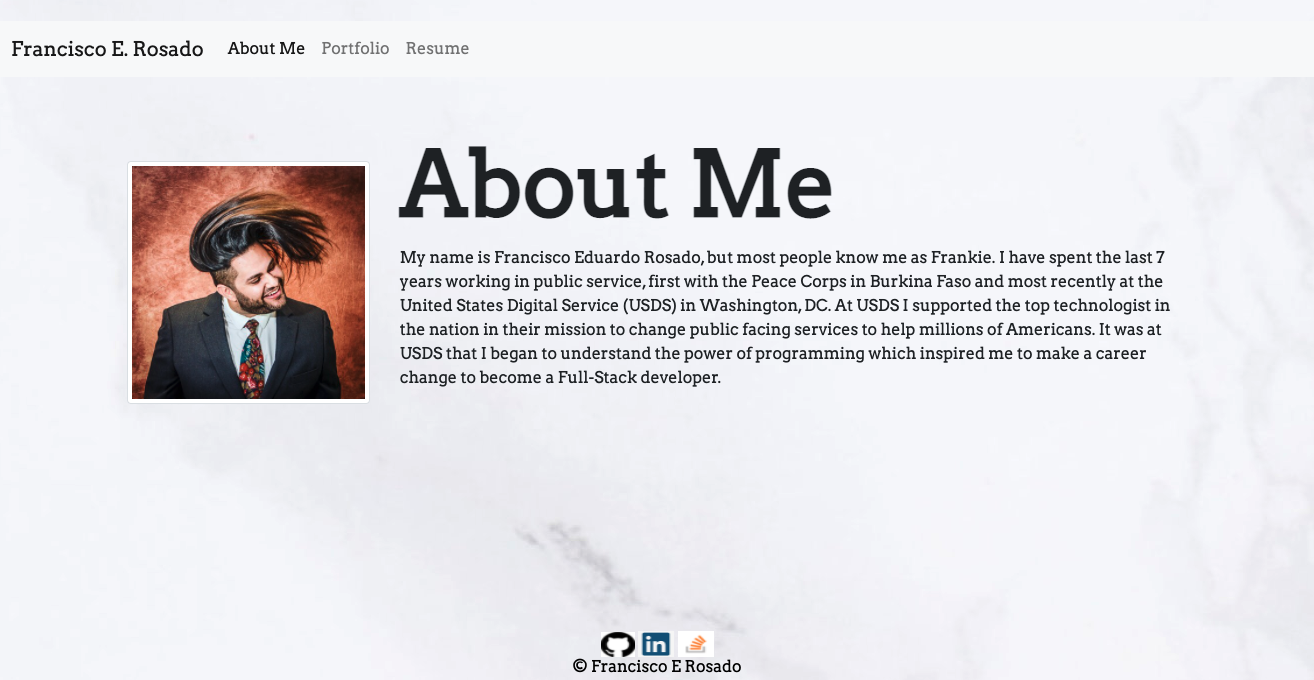 Francisco E. Rosado About Me Portfolio Resume
About Me
My name is Francisco Eduardo Rosado, but most people know me as Frankie. I have spent the last 7
years working in public service, first with the Peace Corps in Burkina Faso and most recently at the
United States Digital Service (USDS) in Washington, DC. At USDS I supported the top technologist in
the nation in their mission to change public facing services to help millions of Americans. It was at
USDS that I began to understand the power of programming which inspired me to make a career
change to become a Full-Stack developer.
in
© Francisco E Rosado